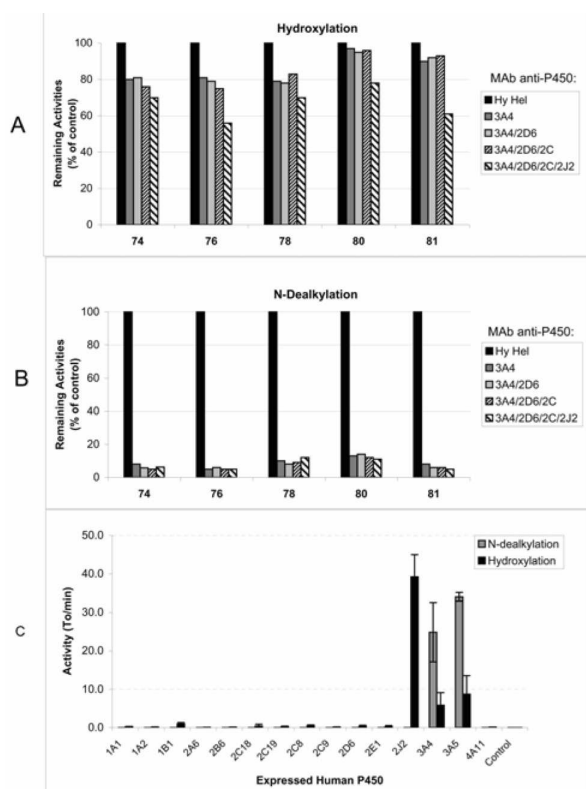 Hydroxylation
A
Remaining Activities
(% of control)
100
80
60
40
20
0
74 76 78 80 81
MAb anti-P450:
Hy Hel
3A4
3A4/2D6
3A4/2D6/2C
3A4/2D6/2C/2J2
N-Dealkylation
B
Remaining Activities
(% of control)
100
80
60
40
20
0
74 76 78 80 81
MAb anti-P450:
Hy Hel
3A4
3A4/2D6
3A4/2D6/2C
3A4/2D6/2C/2J2
C
Activity (To/min)
50.0
40.0
30.0
20.0
10.0
0.0
N-dealkylation
Hydroxylation
1A1 1A2 1B1 2A6 2B6 2C18 2C19 2C8 2C9 2D6 2E1 2J2 3A4 3A5 4A11 Control
Expressed Human P450